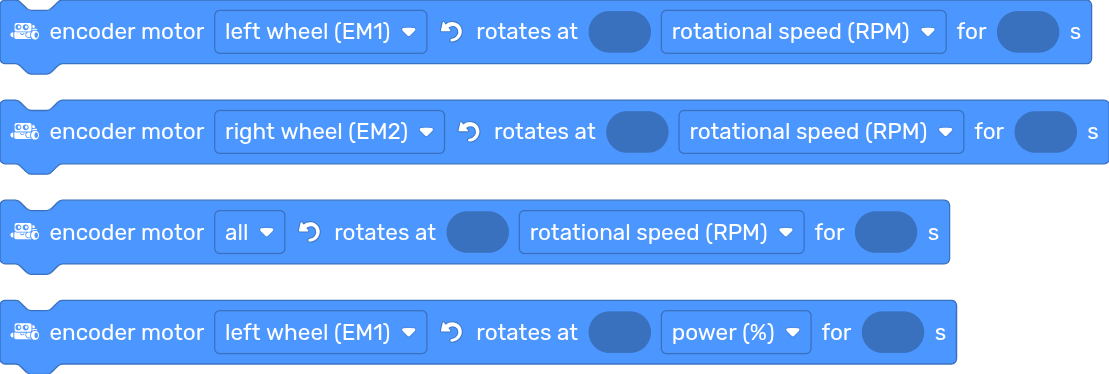 encoder motor left wheel (EM1) rotates at rotational speed (RPM) for s
encoder motor right wheel (EM2) rotates at rotational speed (RPM) for s
encoder motor all rotates at rotational speed (RPM) for s
encoder motor left wheel (EM1) rotates at power (%) for s